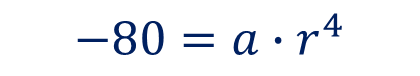 −80 = a · r⁴